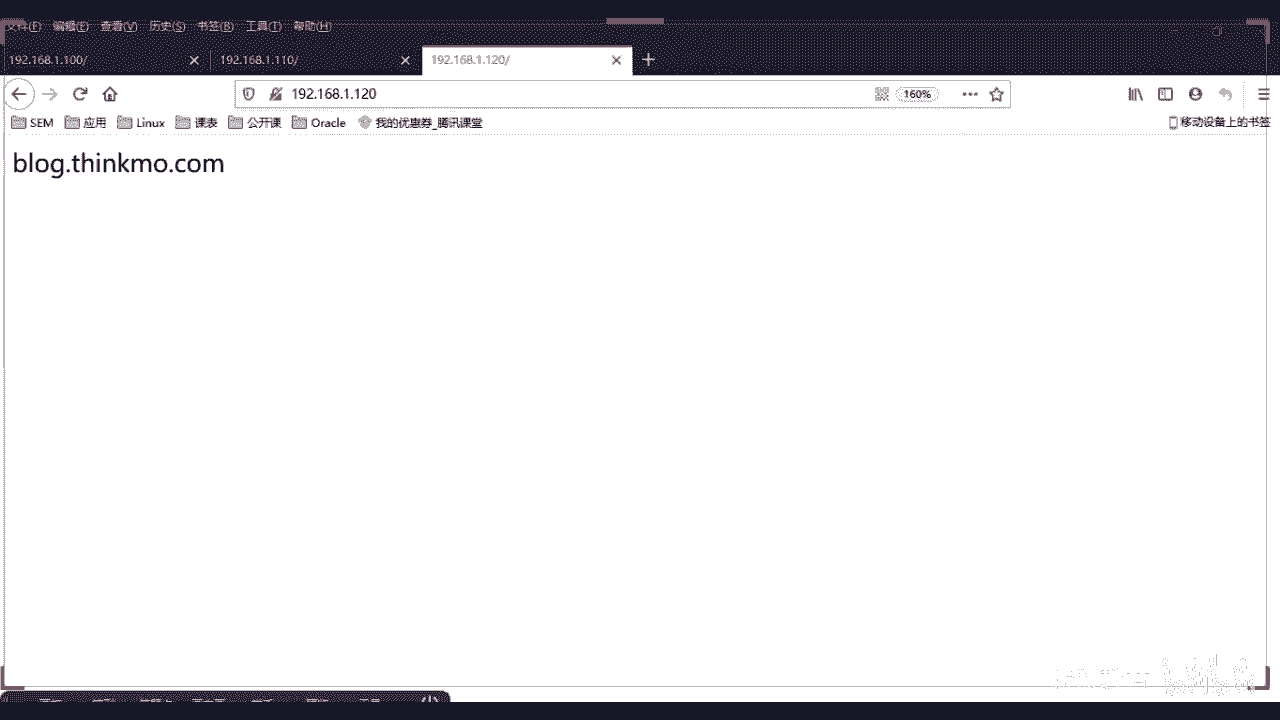 文件(F) 编辑(E) 查看(V) 历史(S) 书签(B) 工具(T) 帮助(H)
192.168.1.100/ 192.168.1.110/ 192.168.1.120/
192.168.1.120 160%
SEM 应用 Linux 课表 公开课 Oracle 我的优惠券_腾讯课堂 移动设备上的书签
blog.thinkmo.com